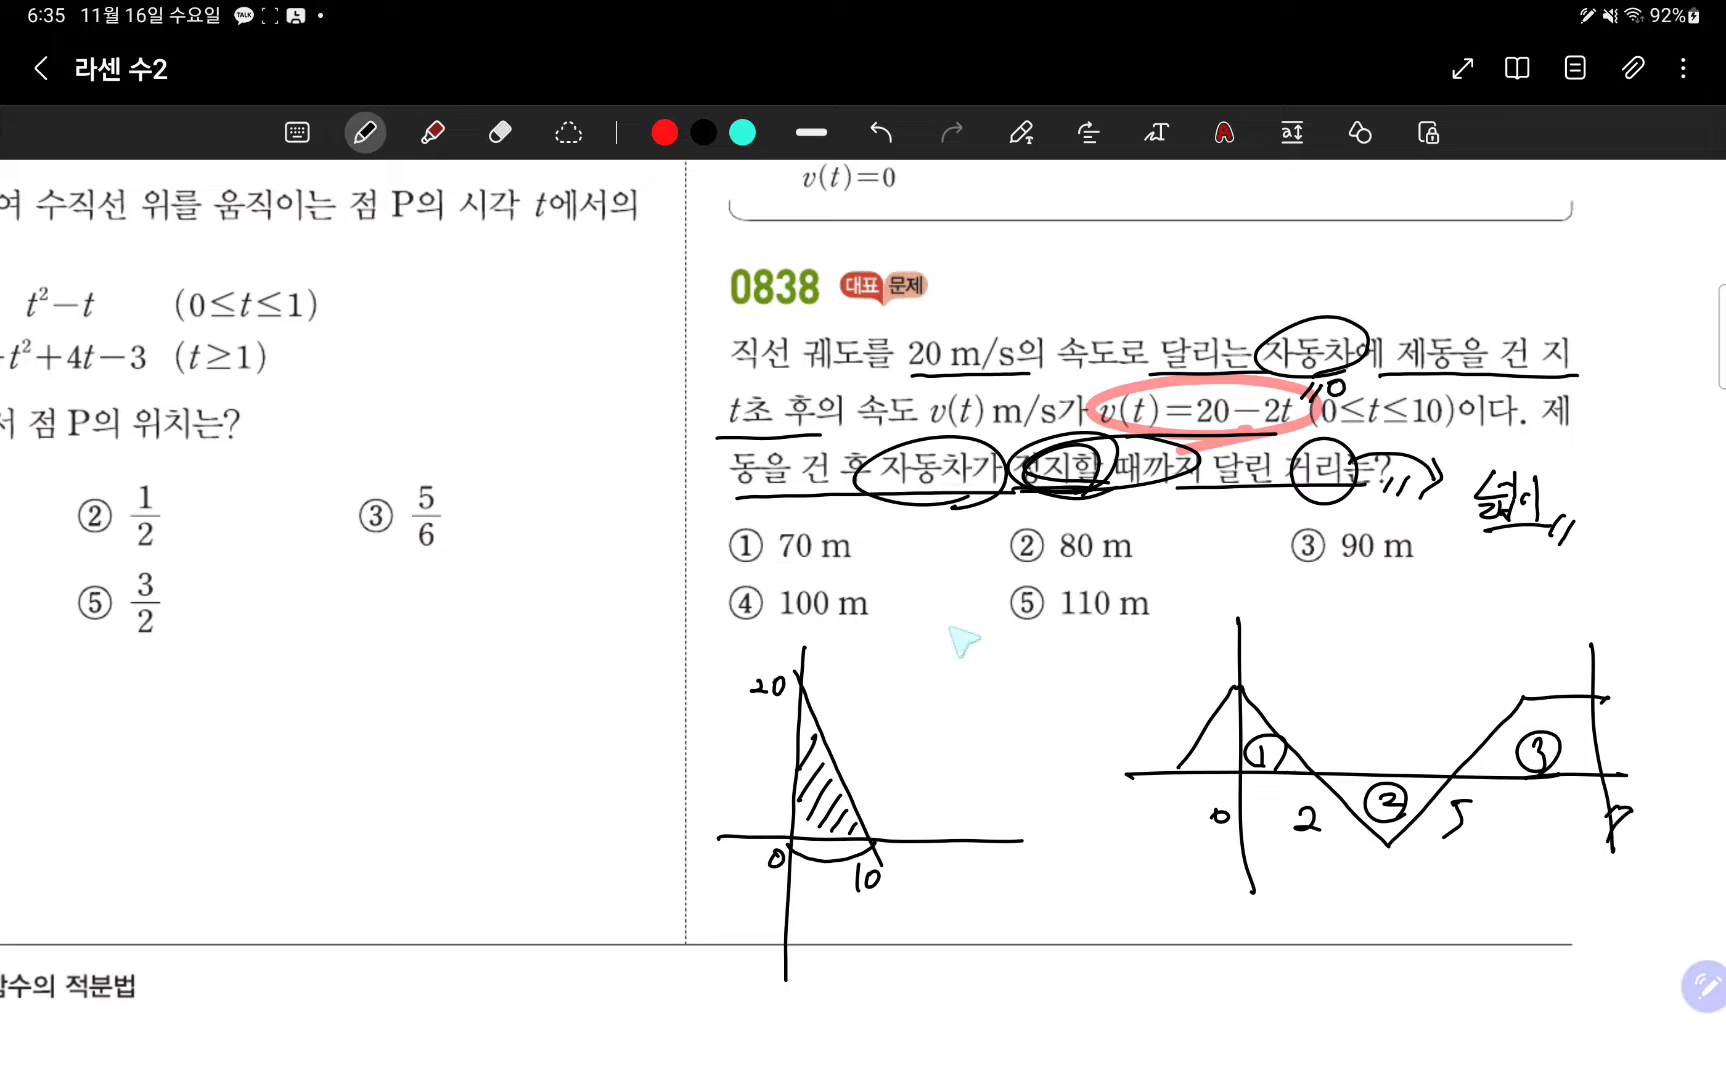 6:35 11월 16일 수요일 TALK
92%
라센 수2
여 수직선 위를 움직이는 점 P의 시각 t에서의
t²-t (0≤t≤1)
-t²+4t-3 (t≥1)
서 점 P의 위치는?
② 1/2 ③ 5/6
⑤ 3/2
함수의 적분법
v(t)=0
0838 대표 문제
직선 궤도를 20 m/s의 속도로 달리는 자동차에 제동을 건 지
t초 후의 속도 v(t) m/s가 v(t)=20-2t (0≤t≤10)이다. 제
동을 건 후 자동차가 정지할 때까지 달린 거리는?
0
넓이
① 70 m ② 80 m ③ 90 m
④ 100 m ⑤ 110 m
20
0 10
① ② ③
0 2 5